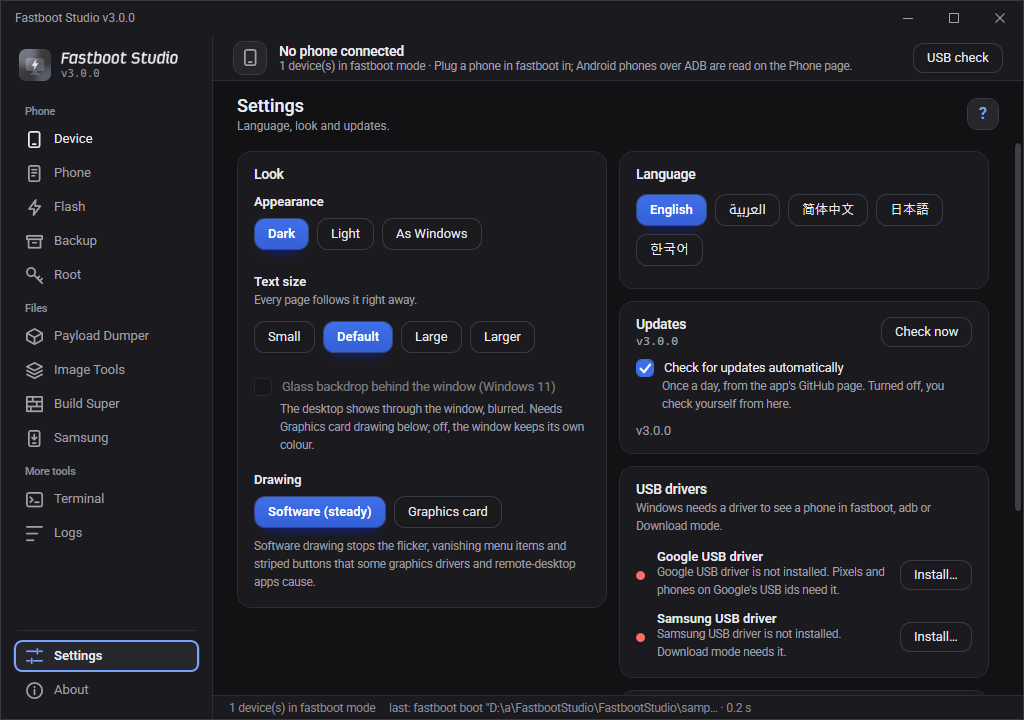 Fastboot Studio v3.0.0
Fastboot Studio
v3.0.0
No phone connected
1 device(s) in fastboot mode · Plug a phone in fastboot in; Android phones over ADB are read on the Phone page.
USB check
Phone
Device
Phone
Flash
Backup
Root
Files
Payload Dumper
Image Tools
Build Super
Samsung
More tools
Terminal
Logs
Settings
About
Settings
Language, look and updates.
?
Look
Appearance
Dark Light As Windows
Text size
Every page follows it right away.
Small Default Large Larger
Glass backdrop behind the window (Windows 11)
The desktop shows through the window, blurred. Needs
Graphics card drawing below; off, the window keeps its own
colour.
Drawing
Software (steady) Graphics card
Software drawing stops the flicker, vanishing menu items and
striped buttons that some graphics drivers and remote-desktop
apps cause.
Language
English العربية 简体中文 日本語
한국어
Updates
v3.0.0
Check now
Check for updates automatically
Once a day, from the app's GitHub page. Turned off, you
check yourself from here.
v3.0.0
USB drivers
Windows needs a driver to see a phone in fastboot, adb or
Download mode.
Google USB driver
Google USB driver is not installed. Pixels and
phones on Google's USB ids need it.
Install...
Samsung USB driver
Samsung USB driver is not installed.
Download mode needs it.
Install...
1 device(s) in fastboot mode last: fastboot boot "D:\a\FastbootStudio\FastbootStudio\samp... · 0.2 s